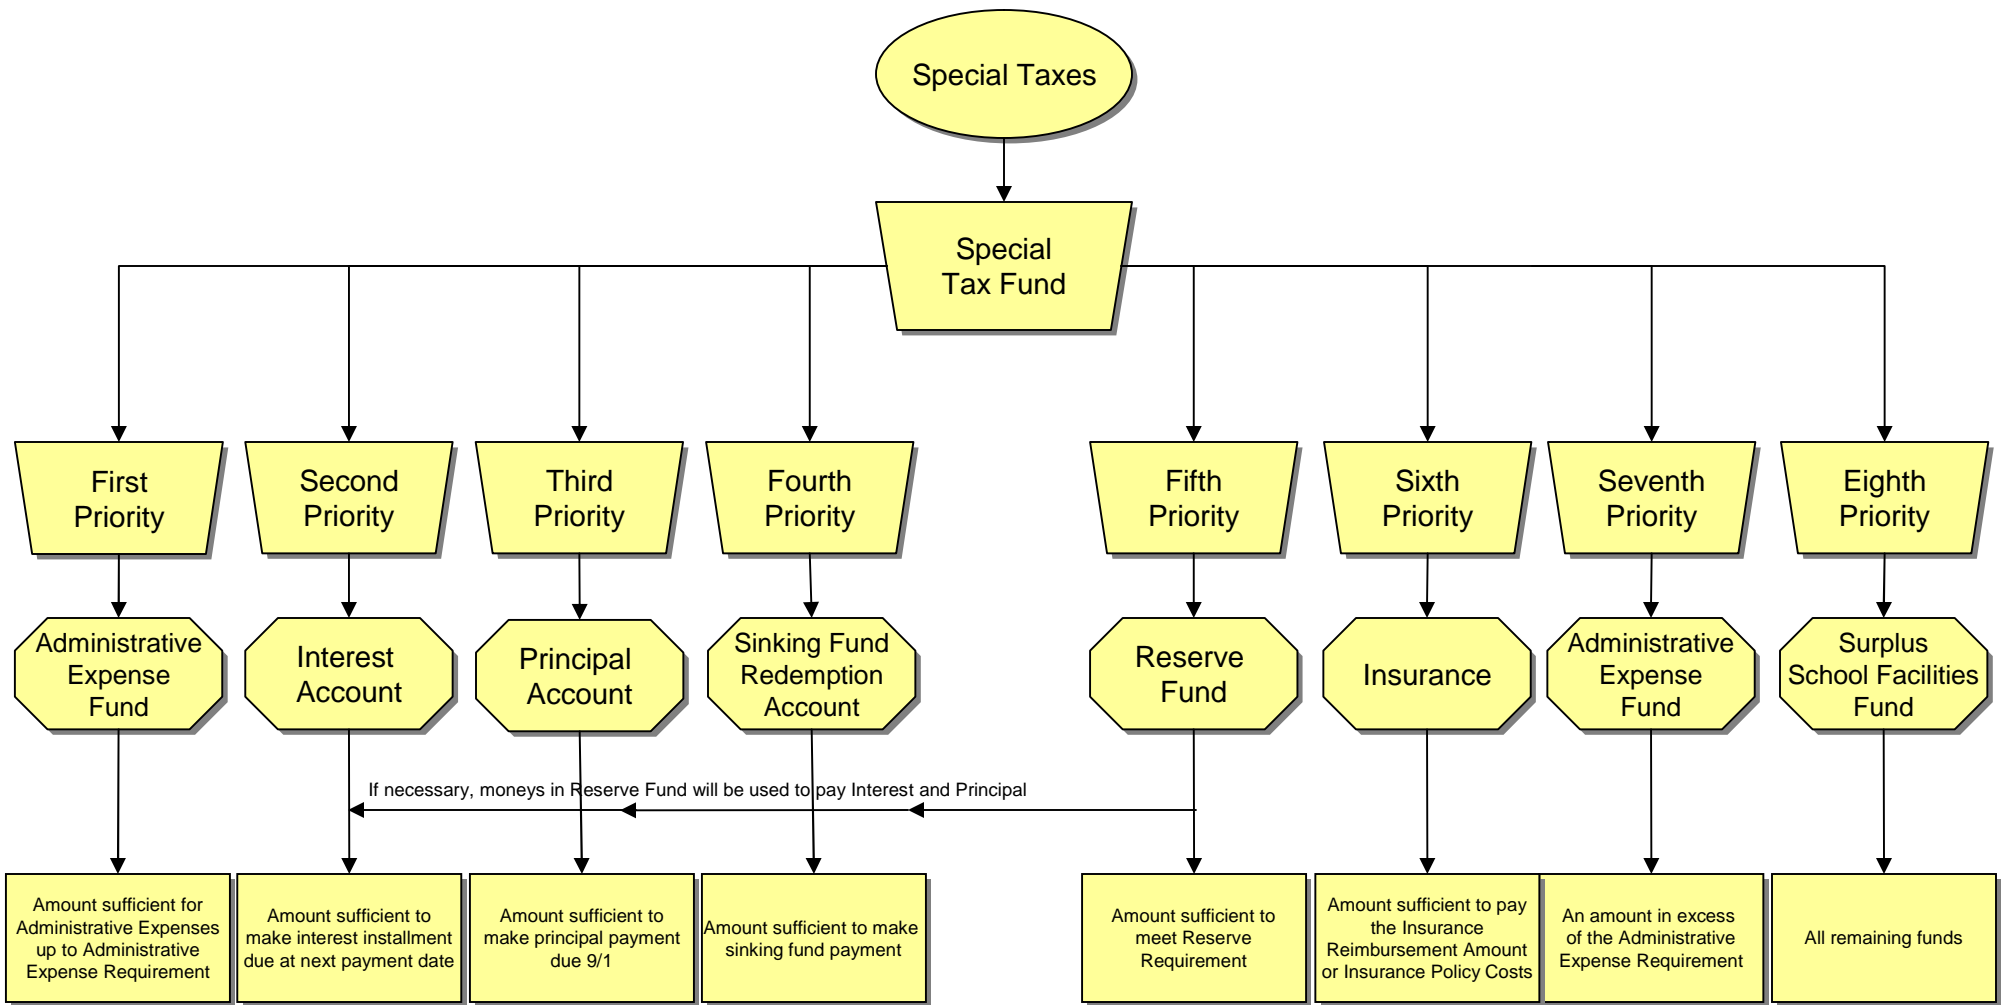 Special Taxes
Special
Tax Fund
First
Priority
Second
Priority
Third
Priority
Fourth
Priority
Fifth
Priority
Sixth
Priority
Seventh
Priority
Eighth
Priority
Administrative
Expense
Fund
Interest
Account
Principal
Account
Sinking Fund
Redemption
Account
Reserve
Fund
Insurance
Administrative
Expense
Fund
Surplus
School Facilities
Fund
If necessary, moneys in Reserve Fund will be used to pay Interest and Principal
Amount sufficient for
Administrative Expenses
up to Administrative
Expense Requirement
Amount sufficient to
make interest installment
due at next payment date
Amount sufficient to
make principal payment
due 9/1
Amount sufficient to make
sinking fund payment
Amount sufficient to
meet Reserve
Requirement
Amount sufficient to pay
the Insurance
Reimbursement Amount
or Insurance Policy Costs
An amount in excess
of the Administrative
Expense Requirement
All remaining funds